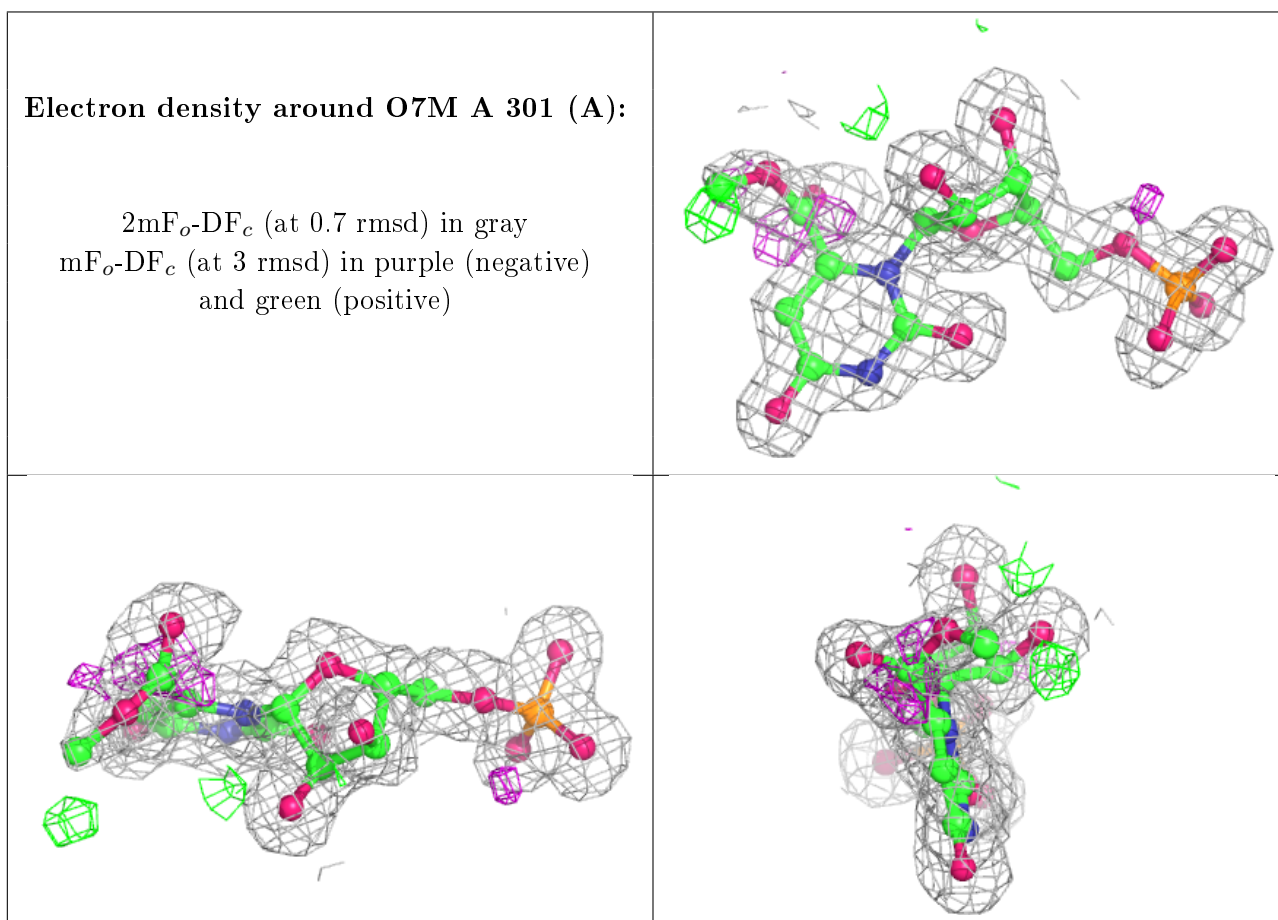 Electron density around O7M A 301 (A):
2mFo-DFc (at 0.7 rmsd) in gray
mFo-DFc (at 3 rmsd) in purple (negative)
and green (positive)